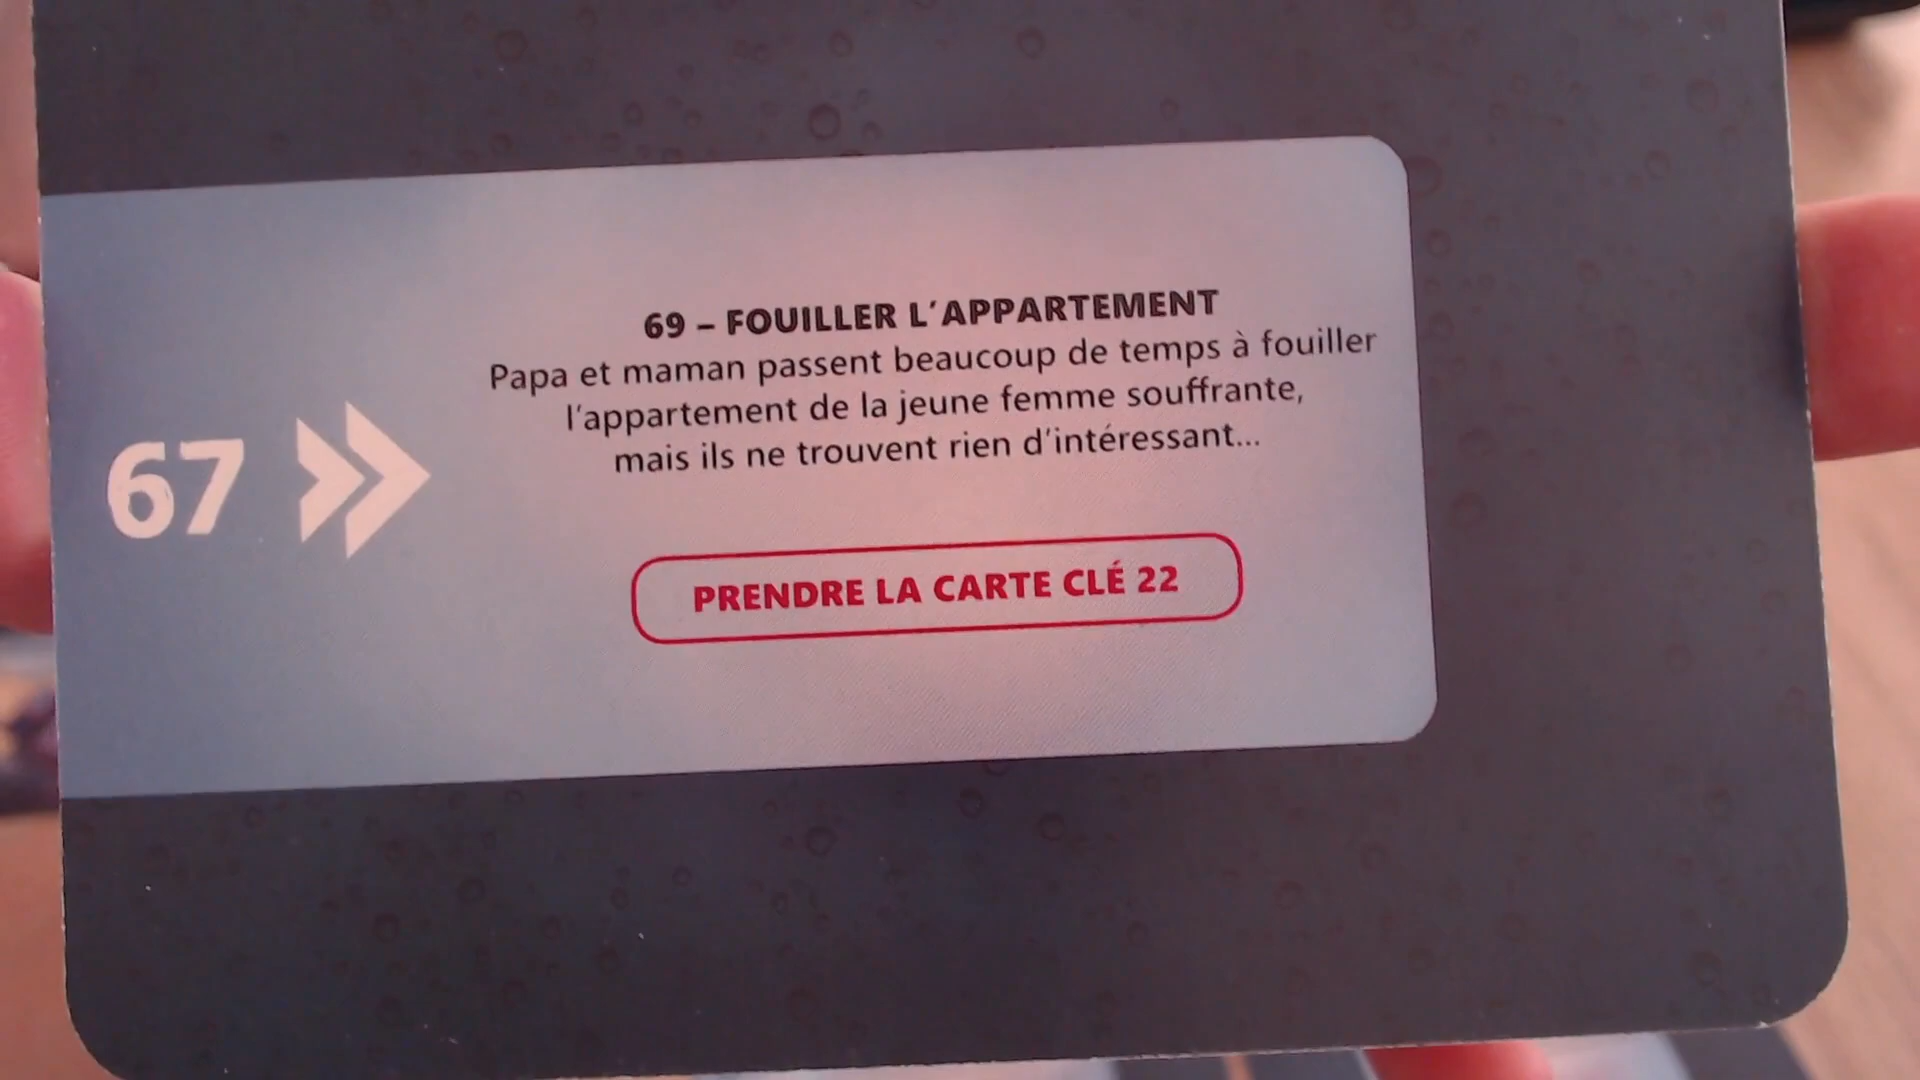 67
69 – FOUILLER L'APPARTEMENT
Papa et maman passent beaucoup de temps à fouiller
l'appartement de la jeune femme souffrante,
mais ils ne trouvent rien d'intéressant...
PRENDRE LA CARTE CLÉ 22